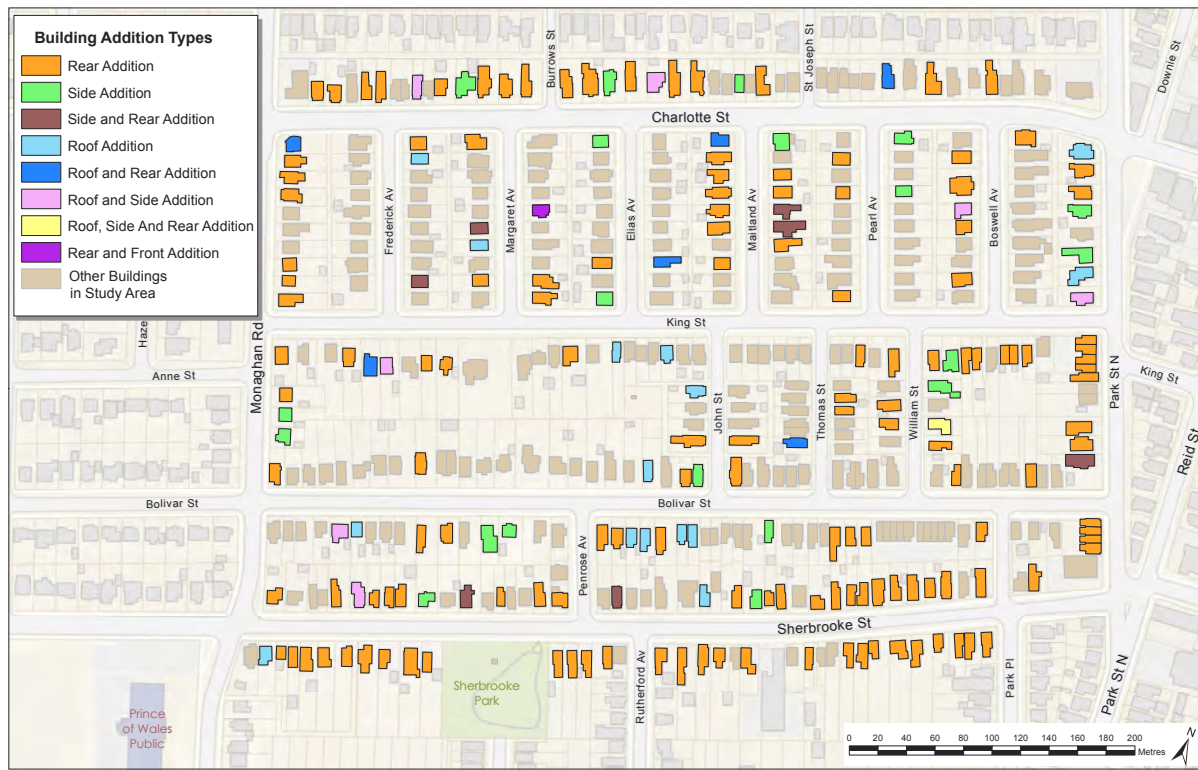 Building Addition Types
Rear Addition
Side Addition
Side and Rear Addition
Roof Addition
Roof and Rear Addition
Roof and Side Addition
Roof, Side And Rear Addition
Rear and Front Addition
Other Buildings
in Study Area
Burrows St
St Joseph St
Downie St
Charlotte St
Frederick Av
Margaret Av
Elias Av
Maitland Av
Pearl Av
Boswell Av
King St
Haze
Monaghan Rd
Anne St
John St
Thomas St
William St
Park St N
King St
Reid St
Bolivar St
Bolivar St
Penrose Av
Sherbrooke St
Rutherford Av
Park Pl
Park St N
Sherbrooke
Park
Prince
of Wales
Public
N
0 20 40 60 80 100 120 140 160 180 200
Metres